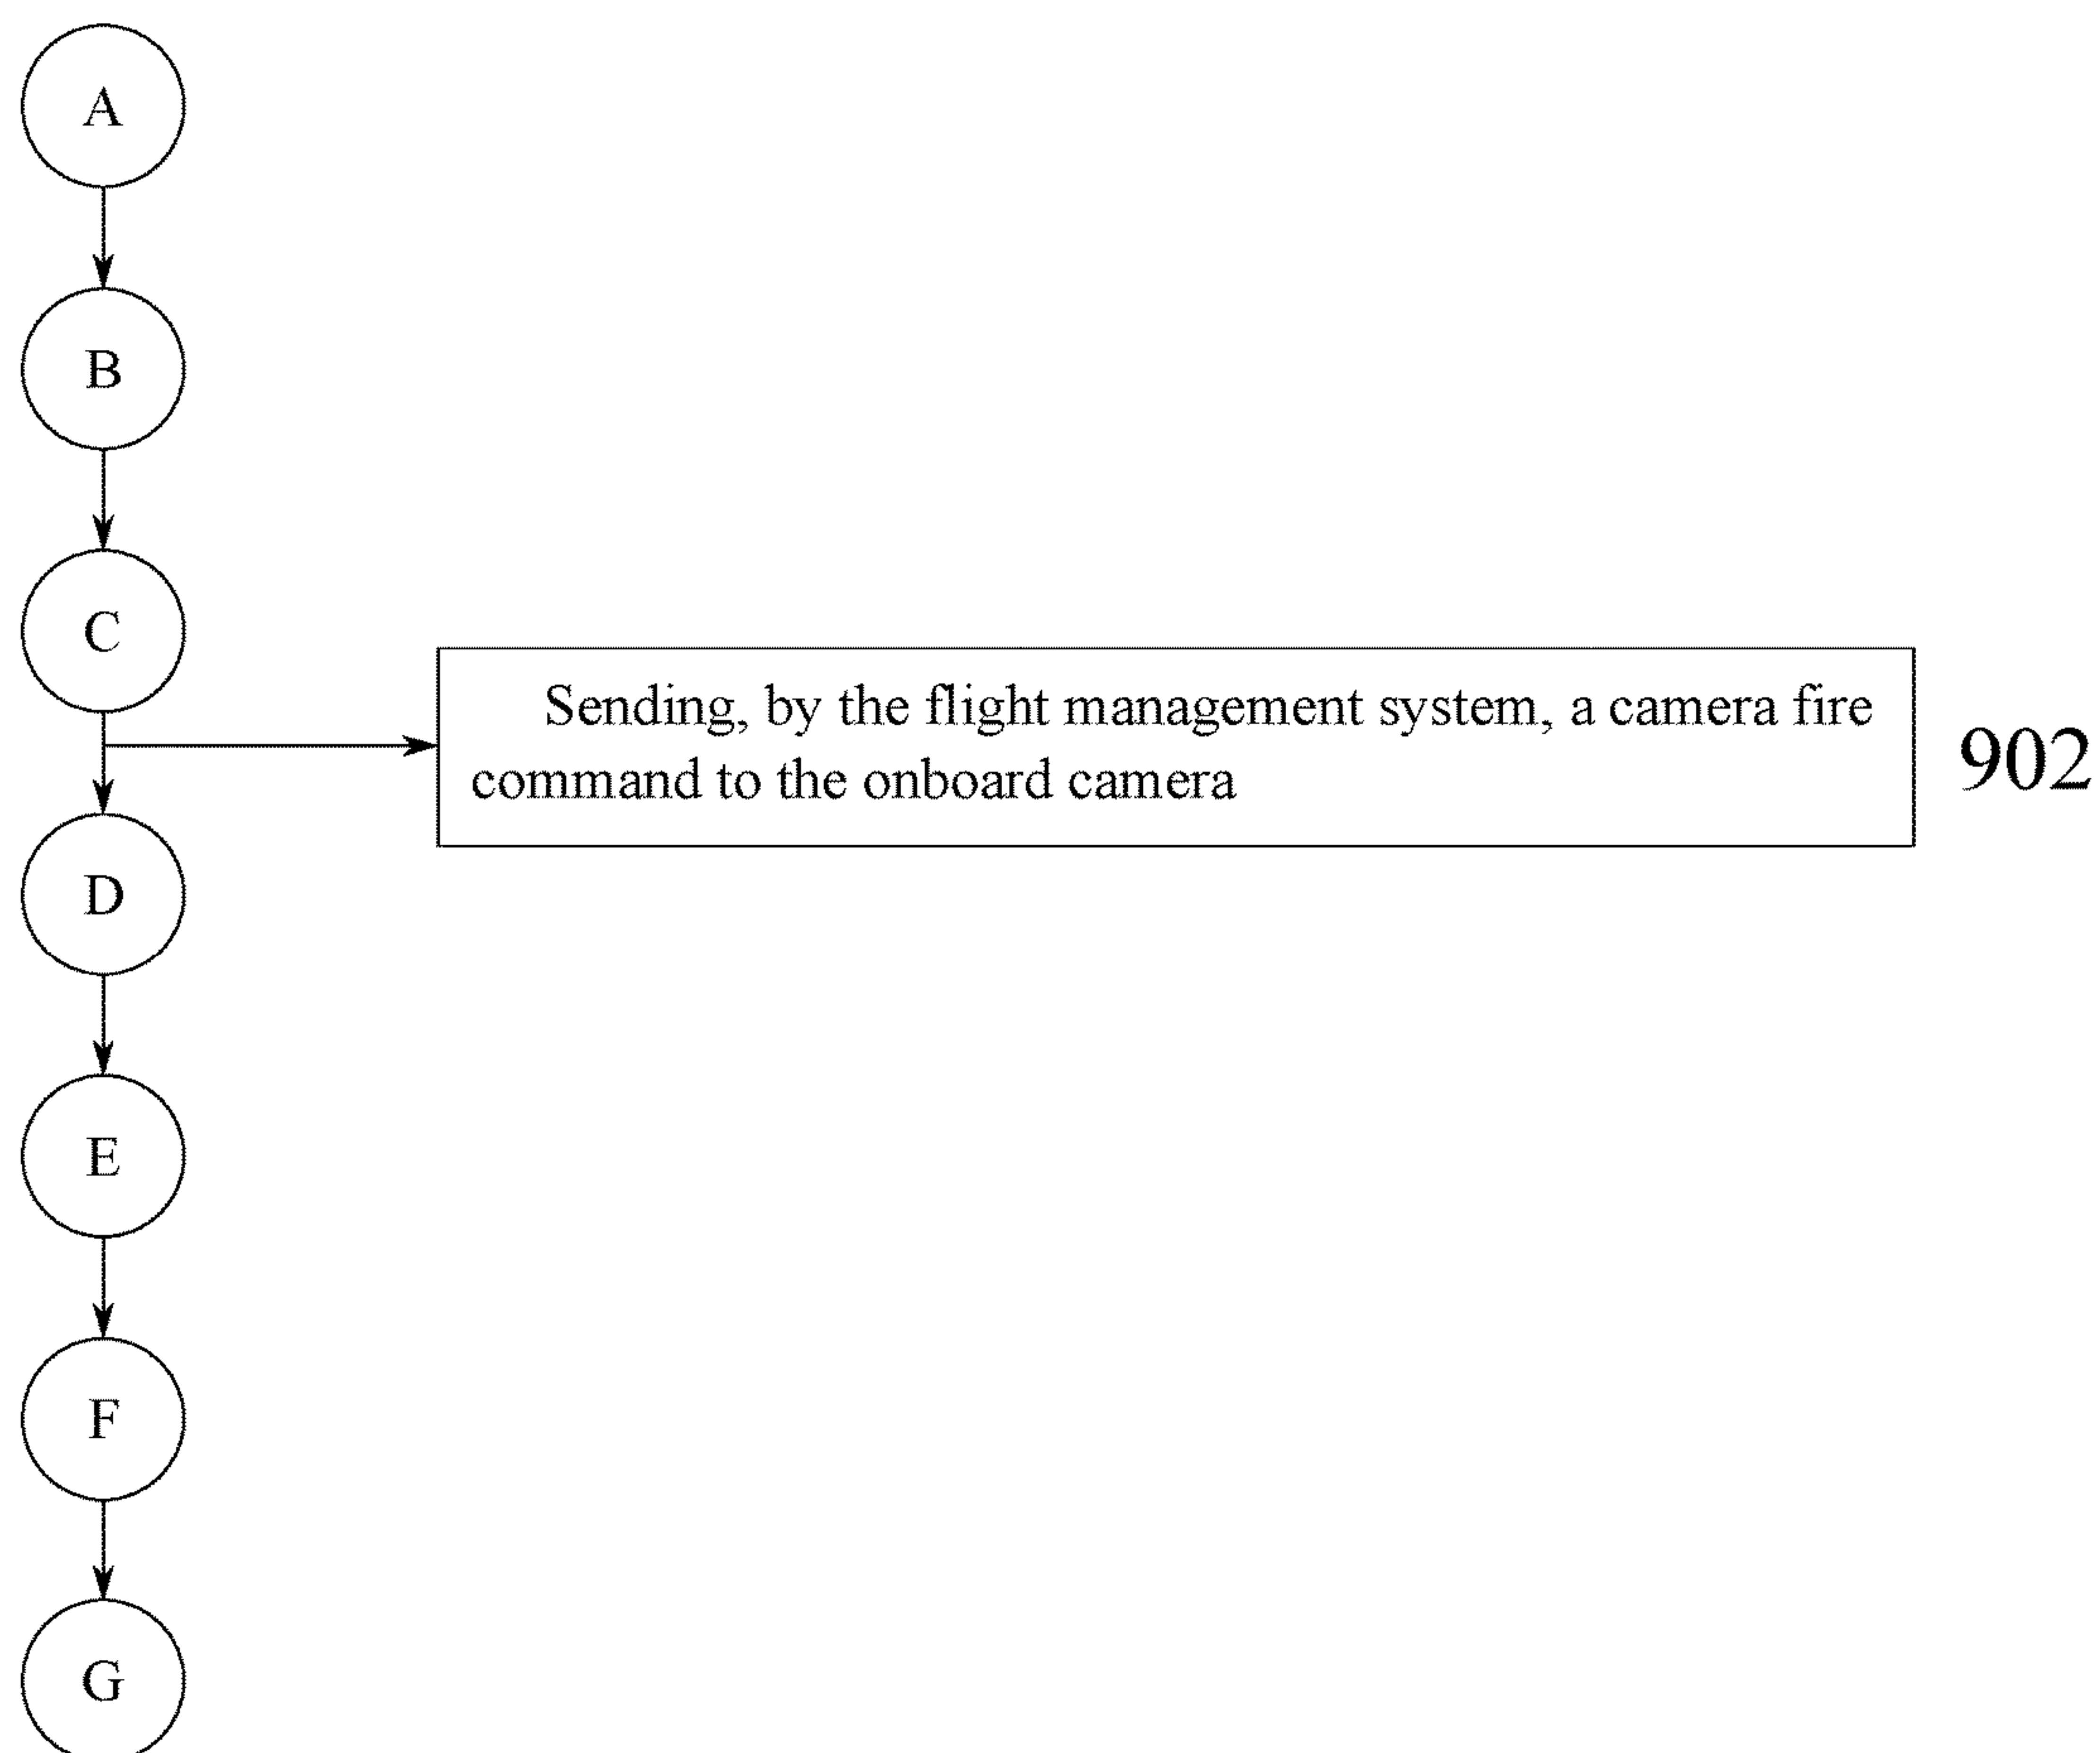 A
B
C
Sending, by the flight management system, a camera fire
command to the onboard camera
902
D
E
F
G